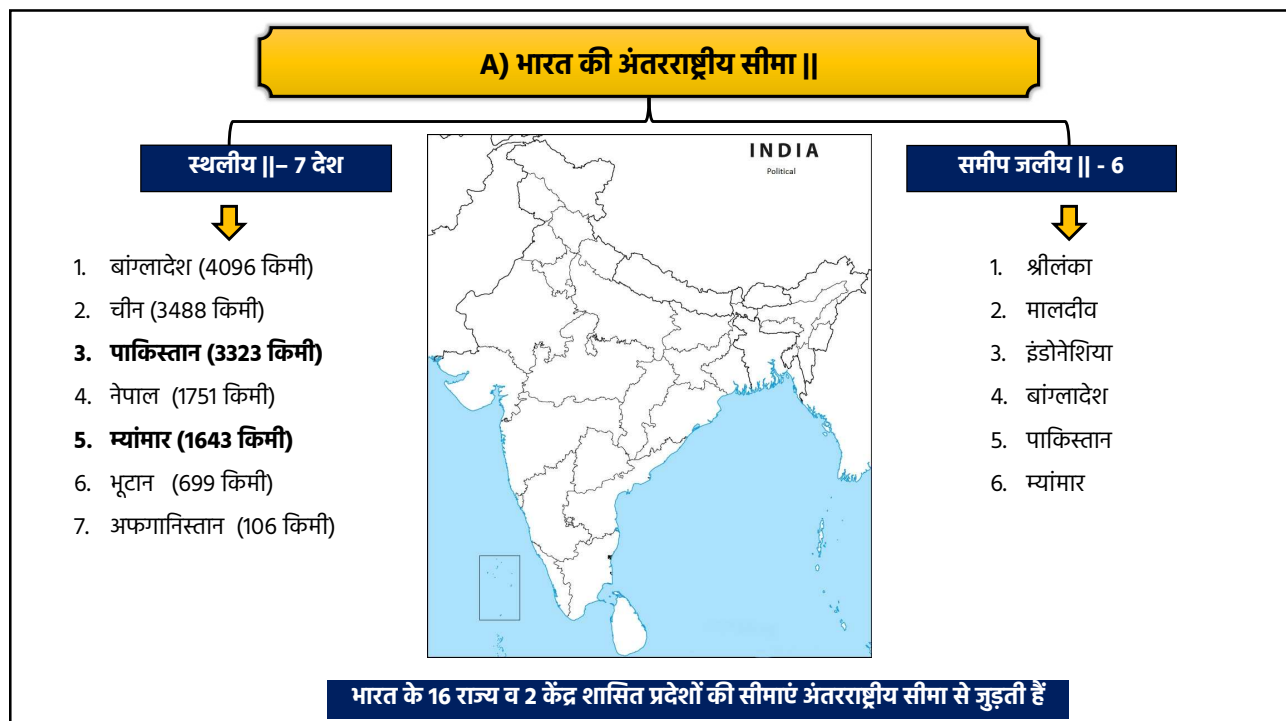 A) भारत की अंतरराष्ट्रीय सीमा ||
स्थलीय ||– 7 देश
1. बांग्लादेश (4096 किमी)
2. चीन (3488 किमी)
3. पाकिस्तान (3323 किमी)
4. नेपाल (1751 किमी)
5. म्यांमार (1643 किमी)
6. भूटान (699 किमी)
7. अफगानिस्तान (106 किमी)
INDIA
Political
समीप जलीय || - 6
1. श्रीलंका
2. मालदीव
3. इंडोनेशिया
4. बांग्लादेश
5. पाकिस्तान
6. म्यांमार
भारत के 16 राज्य व 2 केंद्र शासित प्रदेशों की सीमाएं अंतरराष्ट्रीय सीमा से जुड़ती हैं